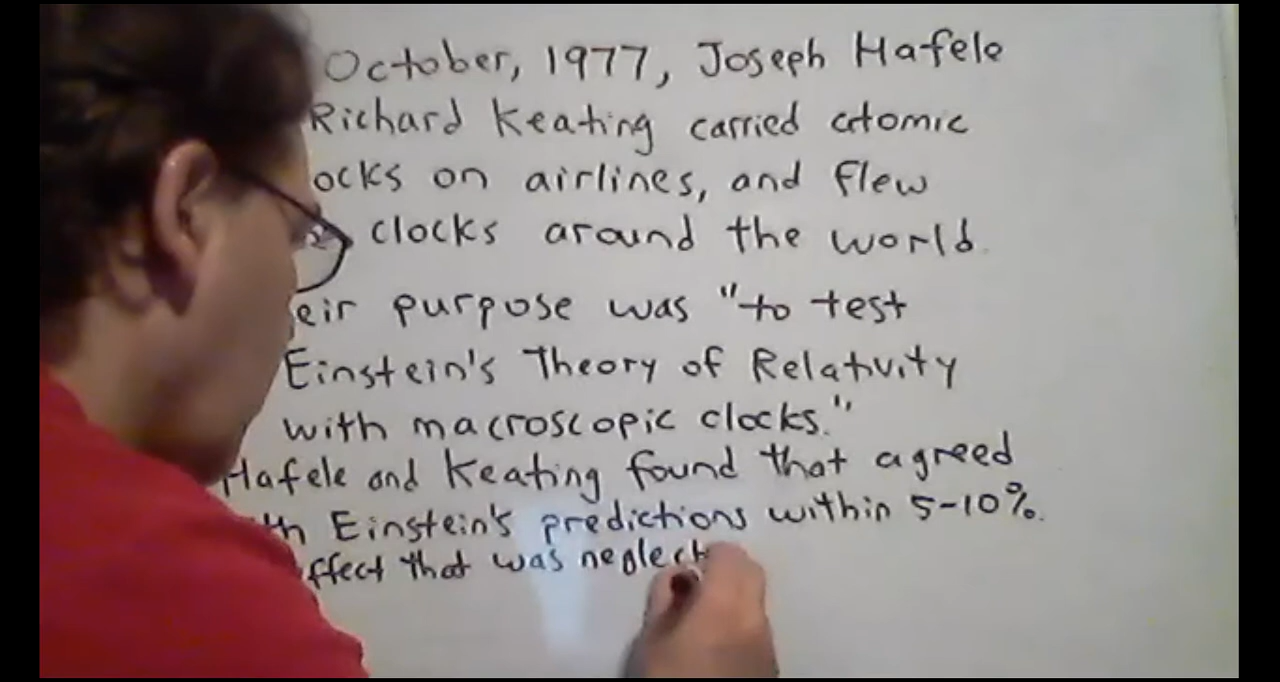 October, 1977, Joseph Hafele
Richard Keating carried atomic
ocks on airlines, and flew
clocks around the world.
eir purpose was "to test
Einstein's Theory of Relativity
with macroscopic clocks."
Hafele and Keating found that agreed
th Einstein's predictions within 5-10%.
ffect that was neglect